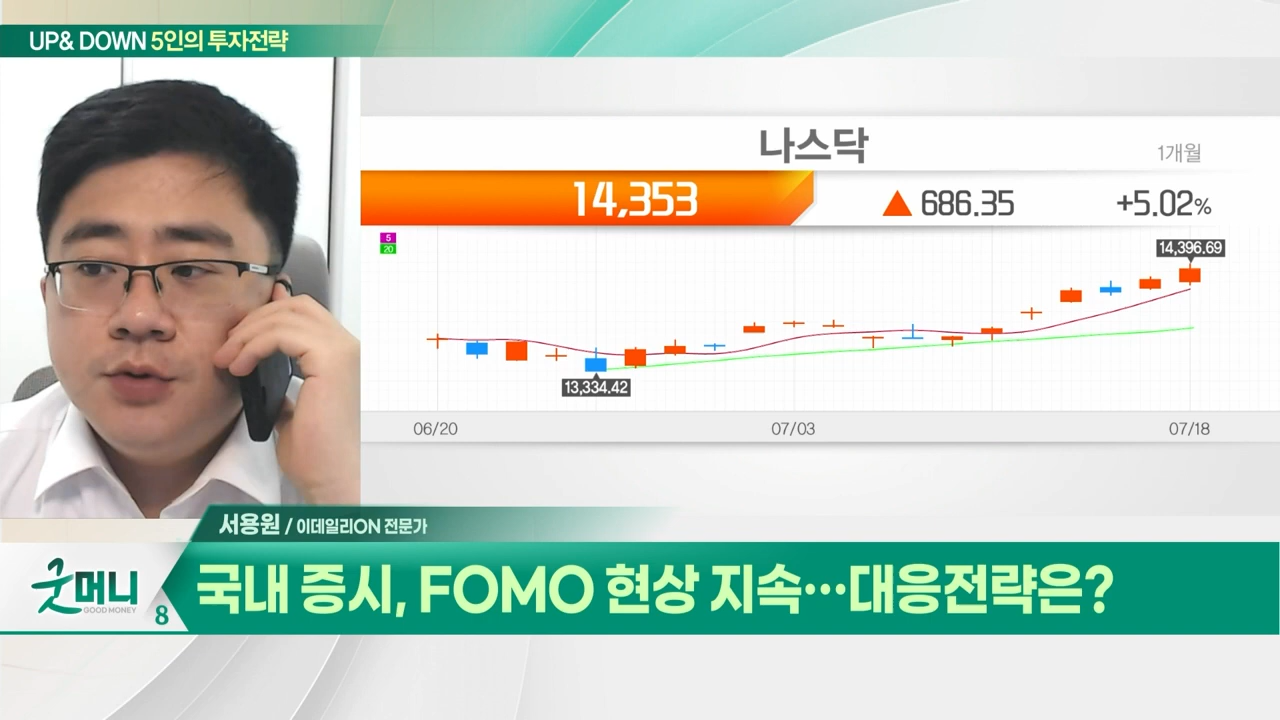 UP& DOWN 5인의 투자전략
나스닥
1개월
14,353 ▲ 686.35 +5.02%
5
20
14,396.69
13,334.42
06/20 07/03 07/18
서용원 / 이데일리ON 전문가
굿머니
GOOD MONEY
8
국내 증시, FOMO 현상 지속…대응전략은?